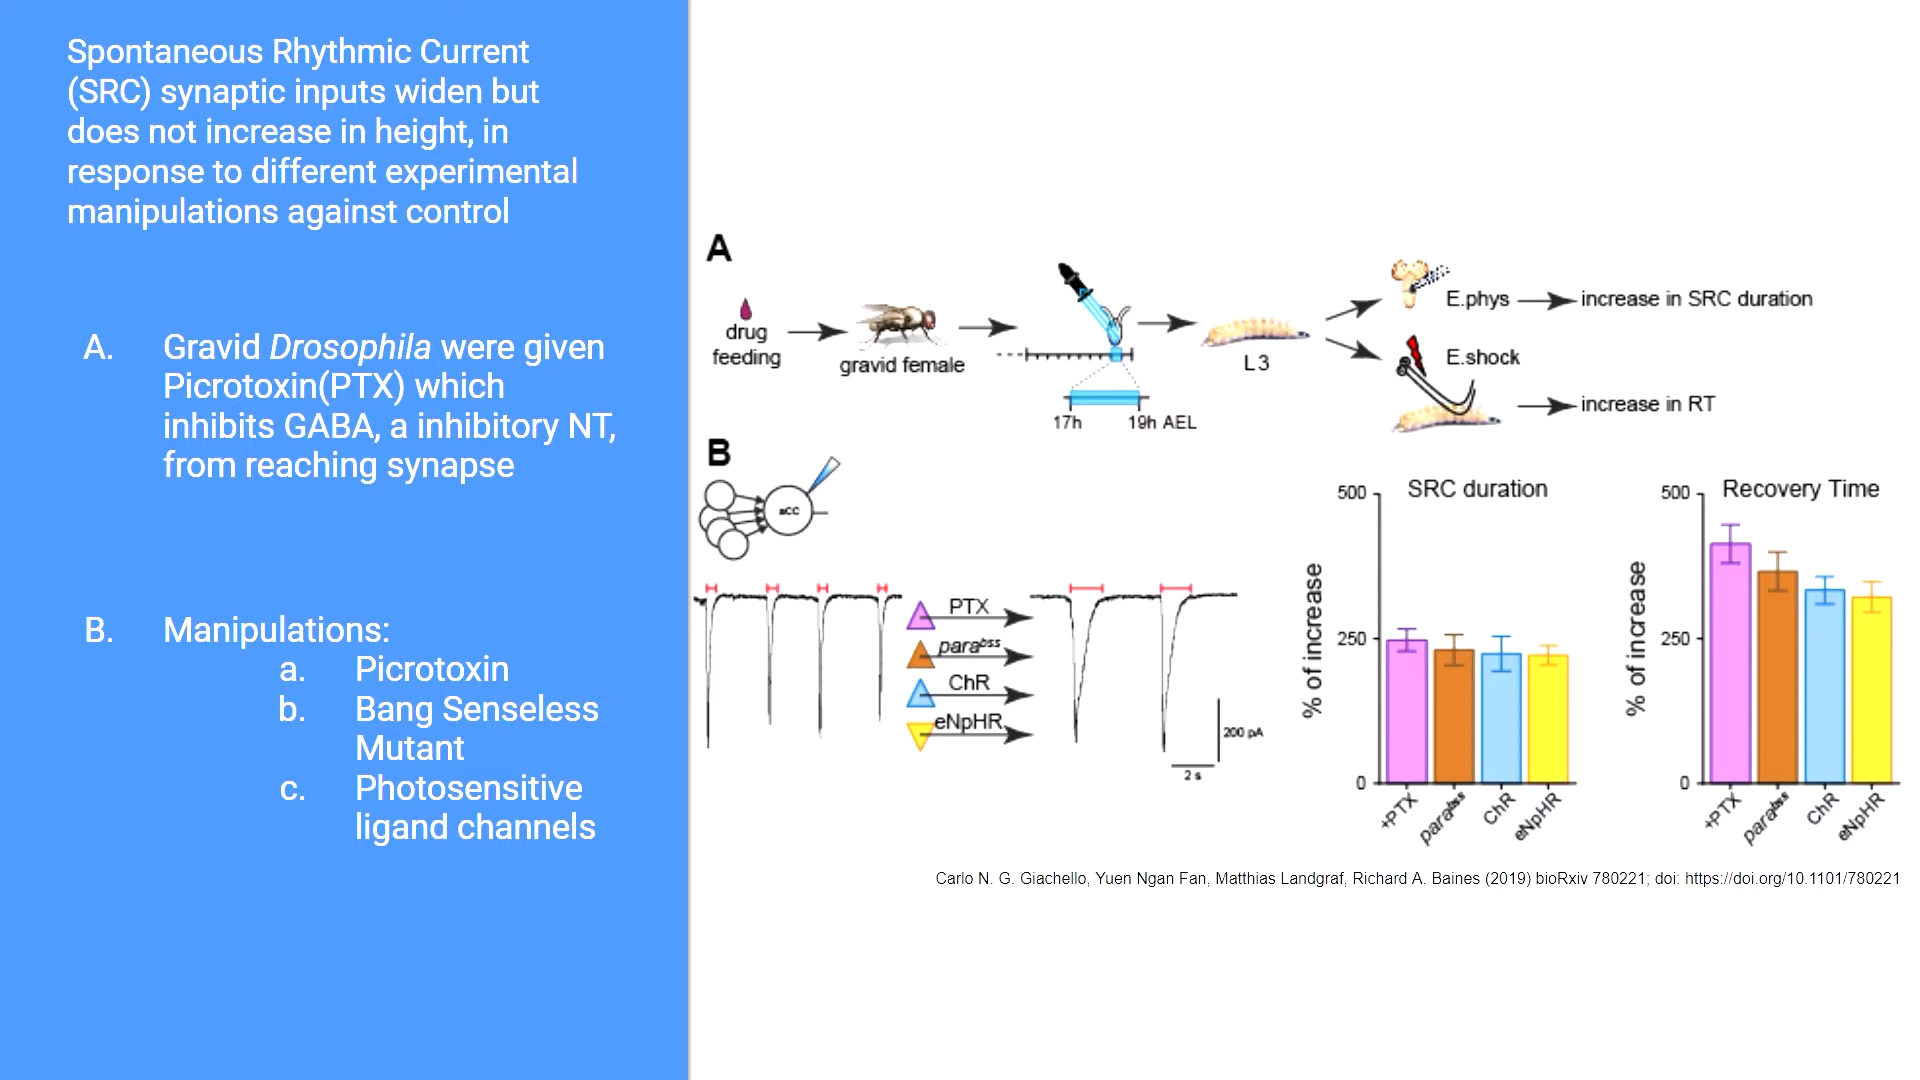 Spontaneous Rhythmic Current
(SRC) synaptic inputs widen but
does not increase in height, in
response to different experimental
manipulations against control
A. Gravid Drosophila were given
Picrotoxin(PTX) which
inhibits GABA, a inhibitory NT,
from reaching synapse
B. Manipulations:
a. Picrotoxin
b. Bang Senseless
Mutant
c. Photosensitive
ligand channels
A
drug
feeding
gravid female
17h
19h AEL
L3
E.phys
increase in SRC duration
E.shock
increase in RT
B
aCC
PTX
parabss
ChR
eNpHR
200 pA
2 s
SRC duration
% of increase
500
250
0
+PTX
parabss
ChR
eNpHR
Recovery Time
% of increase
500
250
0
+PTX
parabss
ChR
eNpHR
Carlo N. G. Giachello, Yuen Ngan Fan, Matthias Landgraf, Richard A. Baines (2019) bioRxiv 780221; doi: https://doi.org/10.1101/780221